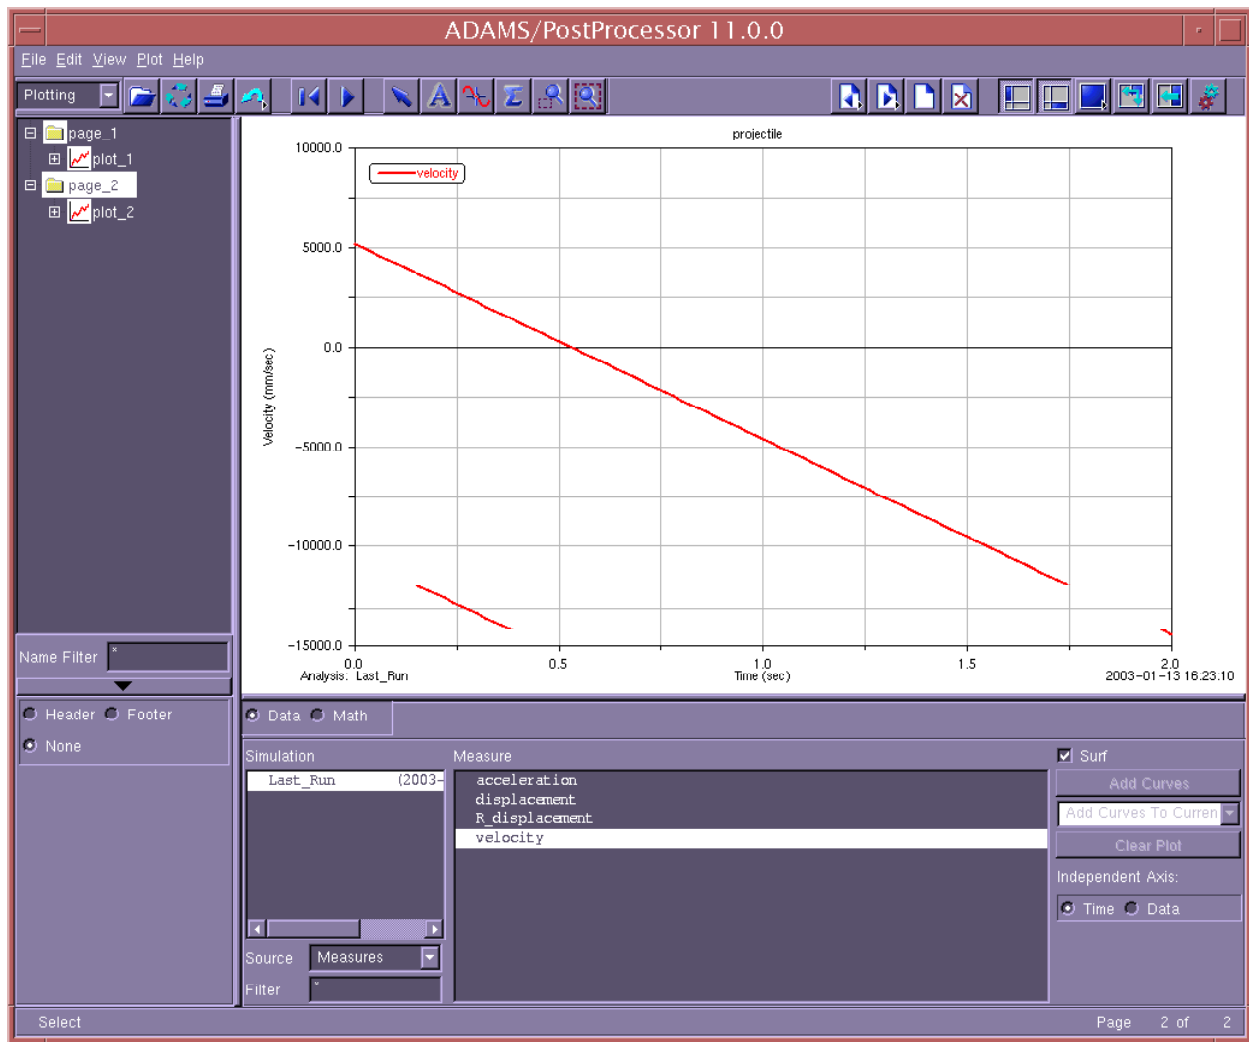 ADAMS/PostProcessor 11.0.0
File Edit View Plot Help
Plotting
page_1
plot_1
page_2
plot_2
projectile
velocity
10000.0
5000.0
0.0
-5000.0
-10000.0
-15000.0
Velocity (mm/sec)
0.0 0.5 1.0 1.5 2.0
Analysis: Last_Run Time (sec) 2003-01-13 16:23:10
Name Filter *
Header Footer
None
Data Math
Simulation
Last_Run (2003-
Source Measures
Filter *
Measure
acceleration
displacement
R_displacement
velocity
Surf
Add Curves
Add Curves To Curren
Clear Plot
Independent Axis:
Time Data
Select Page 2 of 2